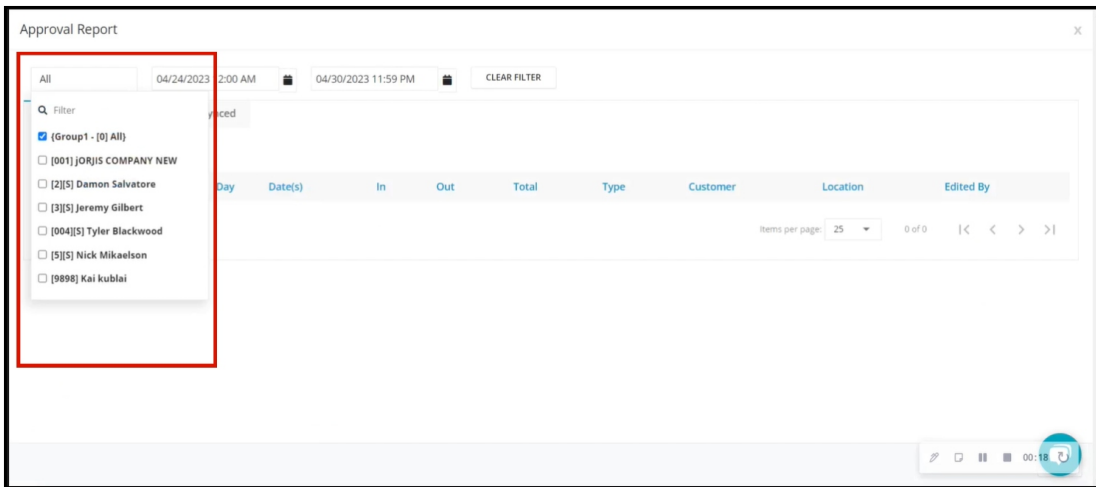 Approval Report
x
All 04/24/2023 2:00 AM 04/30/2023 11:59 PM CLEAR FILTER
Filter
ynced
{Group1 - [0] All}
[001] jORJIS COMPANY NEW
[2][S] Damon Salvatore
Day Date(s) In Out Total Type Customer Location Edited By
[3][S] Jeremy Gilbert
[004][S] Tyler Blackwood
Items per page: 25 0 of 0
[5][S] Nick Mikaelson
[9898] Kai kublai
00:18